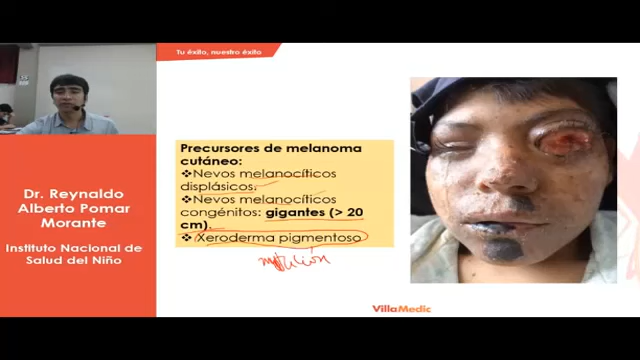 Tu éxito, nuestro éxito
Precursores de melanoma
cutáneo:
❖Nevos melanocíticos
displásicos.
❖Nevos melanocíticos
congénitos: gigantes (> 20
cm).
❖ Xeroderma pigmentoso
Dr. Reynaldo
Alberto Pomar
Morante
Instituto Nacional de
Salud del Niño
VillaMedic